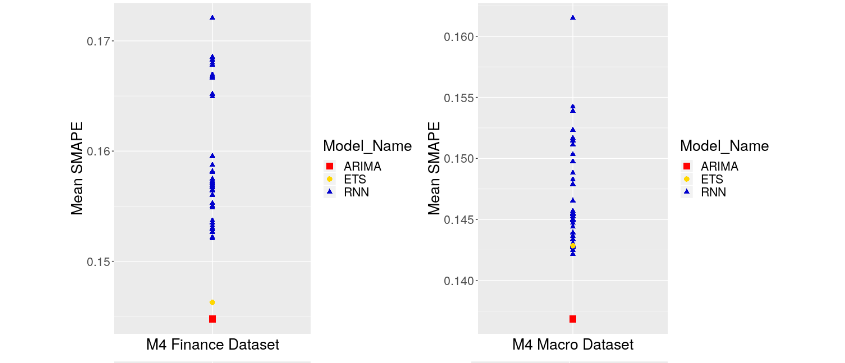 0.17
0.16
0.15
Mean SMAPE
M4 Finance Dataset
Model_Name
ARIMA
ETS
RNN
0.160
0.155
0.150
0.145
0.140
Mean SMAPE
M4 Macro Dataset
Model_Name
ARIMA
ETS
RNN